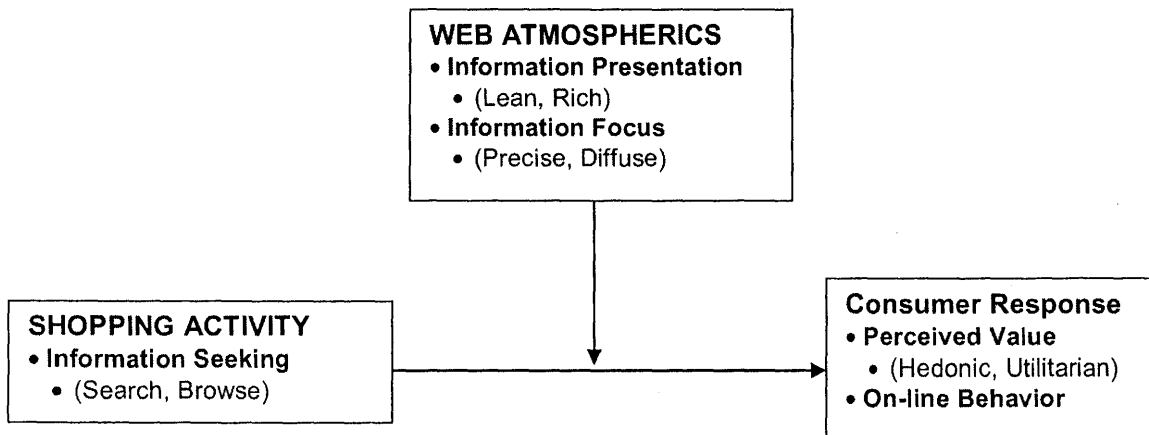 WEB ATMOSPHERICS
• Information Presentation
• (Lean, Rich)
• Information Focus
• (Precise, Diffuse)
SHOPPING ACTIVITY
• Information Seeking
• (Search, Browse)
Consumer Response
• Perceived Value
• (Hedonic, Utilitarian)
• On-line Behavior